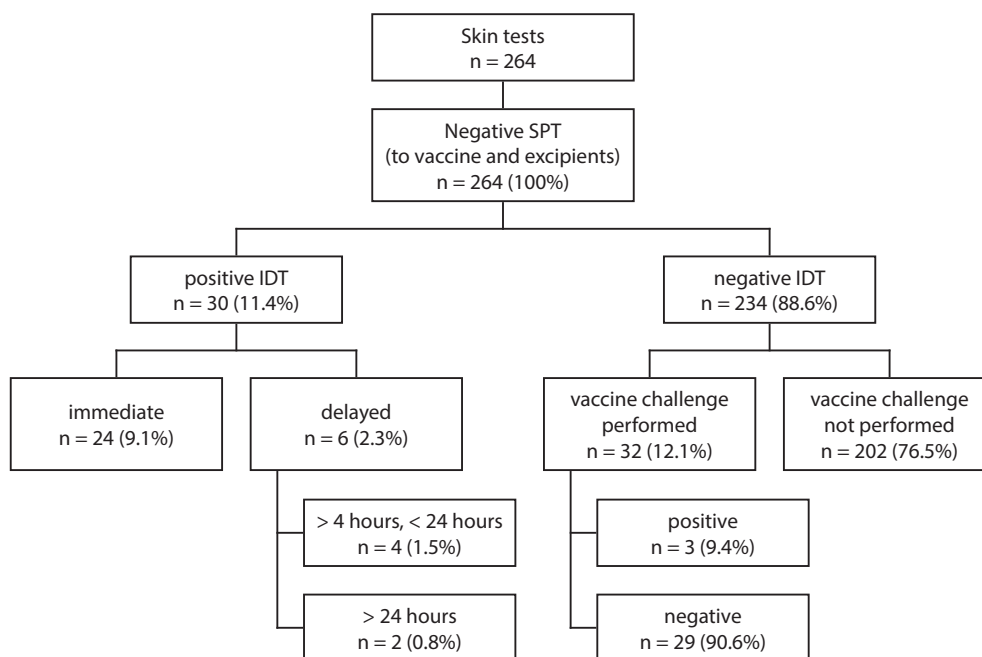 Skin tests
n = 264
Negative SPT
(to vaccine and excipients)
n = 264 (100%)
positive IDT
n = 30 (11.4%)
negative IDT
n = 234 (88.6%)
immediate
n = 24 (9.1%)
delayed
n = 6 (2.3%)
vaccine challenge
performed
n = 32 (12.1%)
vaccine challenge
not performed
n = 202 (76.5%)
> 4 hours, < 24 hours
n = 4 (1.5%)
positive
n = 3 (9.4%)
> 24 hours
n = 2 (0.8%)
negative
n = 29 (90.6%)